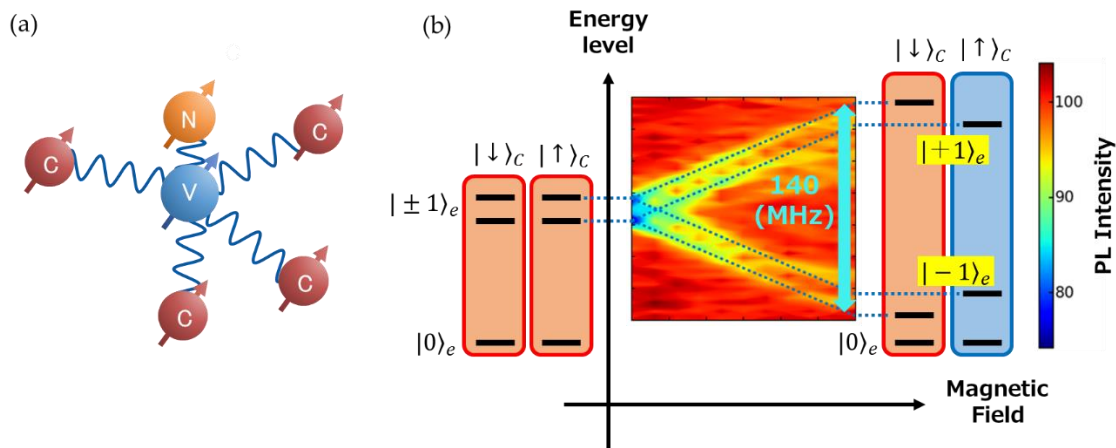 (a)
N
C
C
V
C
C
(b)
Energy
level
|↓⟩C |↑⟩C
|±1⟩e
|0⟩e
140
(MHz)
|↓⟩C |↑⟩C
|+1⟩e
|−1⟩e
|0⟩e
Magnetic
Field
100
90
80
PL Intensity